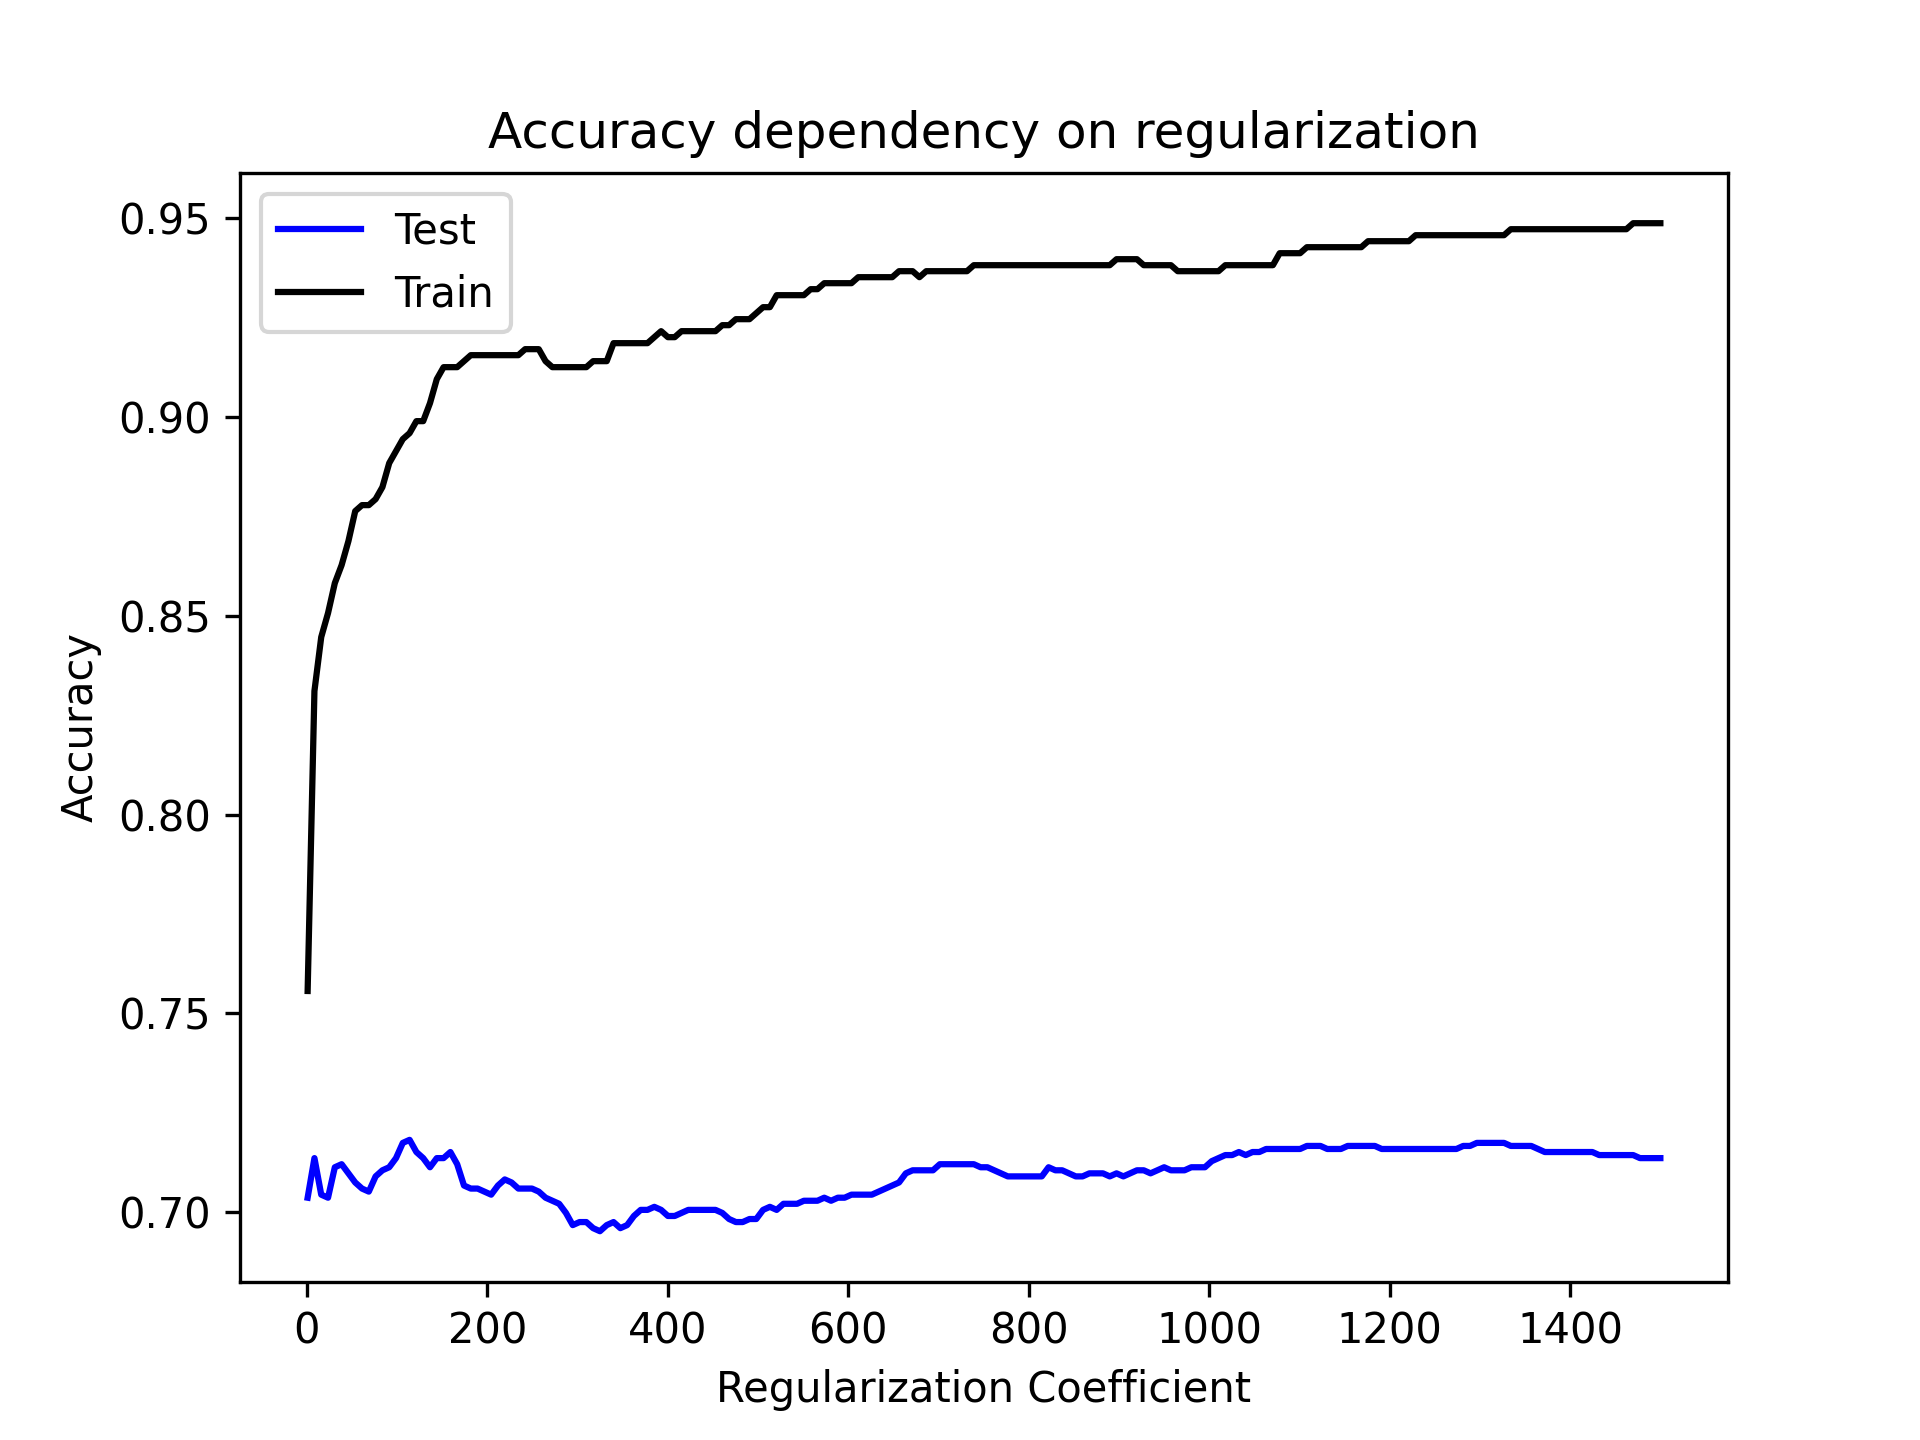 Accuracy dependency on regularization
Test
Train
0.95
0.90
0.85
0.80
0.75
0.70
Accuracy
0 200 400 600 800 1000 1200 1400
Regularization Coefficient